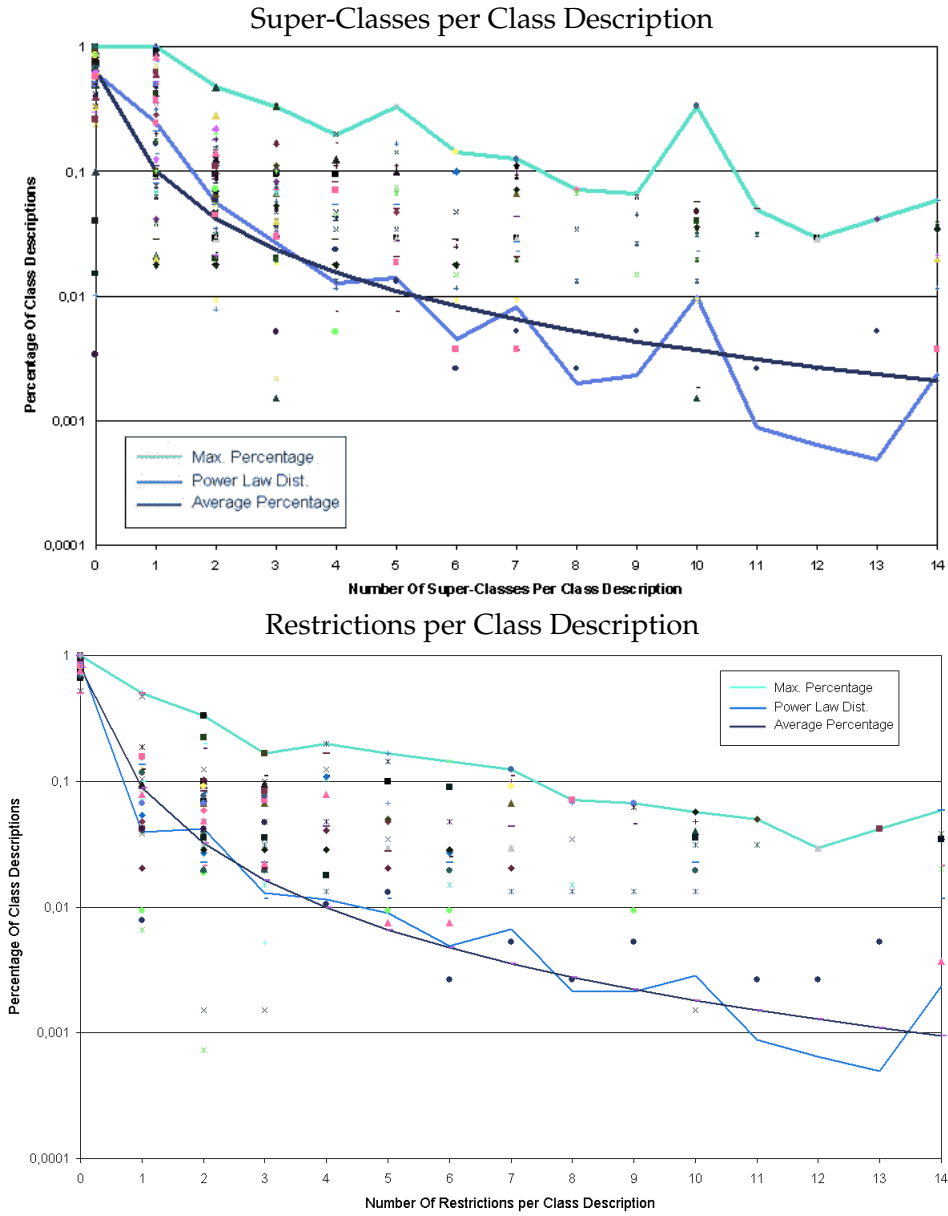 Super-Classes per Class Description
1
0,1
0,01
0,001
0,0001
Percentage Of Class Descriptions
Max. Percentage
Power Law Dist.
Average Percentage
0 1 2 3 4 5 6 7 8 9 10 11 12 13 14
Number Of Super-Classes Per Class Description
Restrictions per Class Description
1
0,1
0,01
0,001
0,0001
Percentage Of Class Descriptions
Max. Percentage
Power Law Dist.
Average Percentage
0 1 2 3 4 5 6 7 8 9 10 11 12 13 14
Number Of Restrictions per Class Description